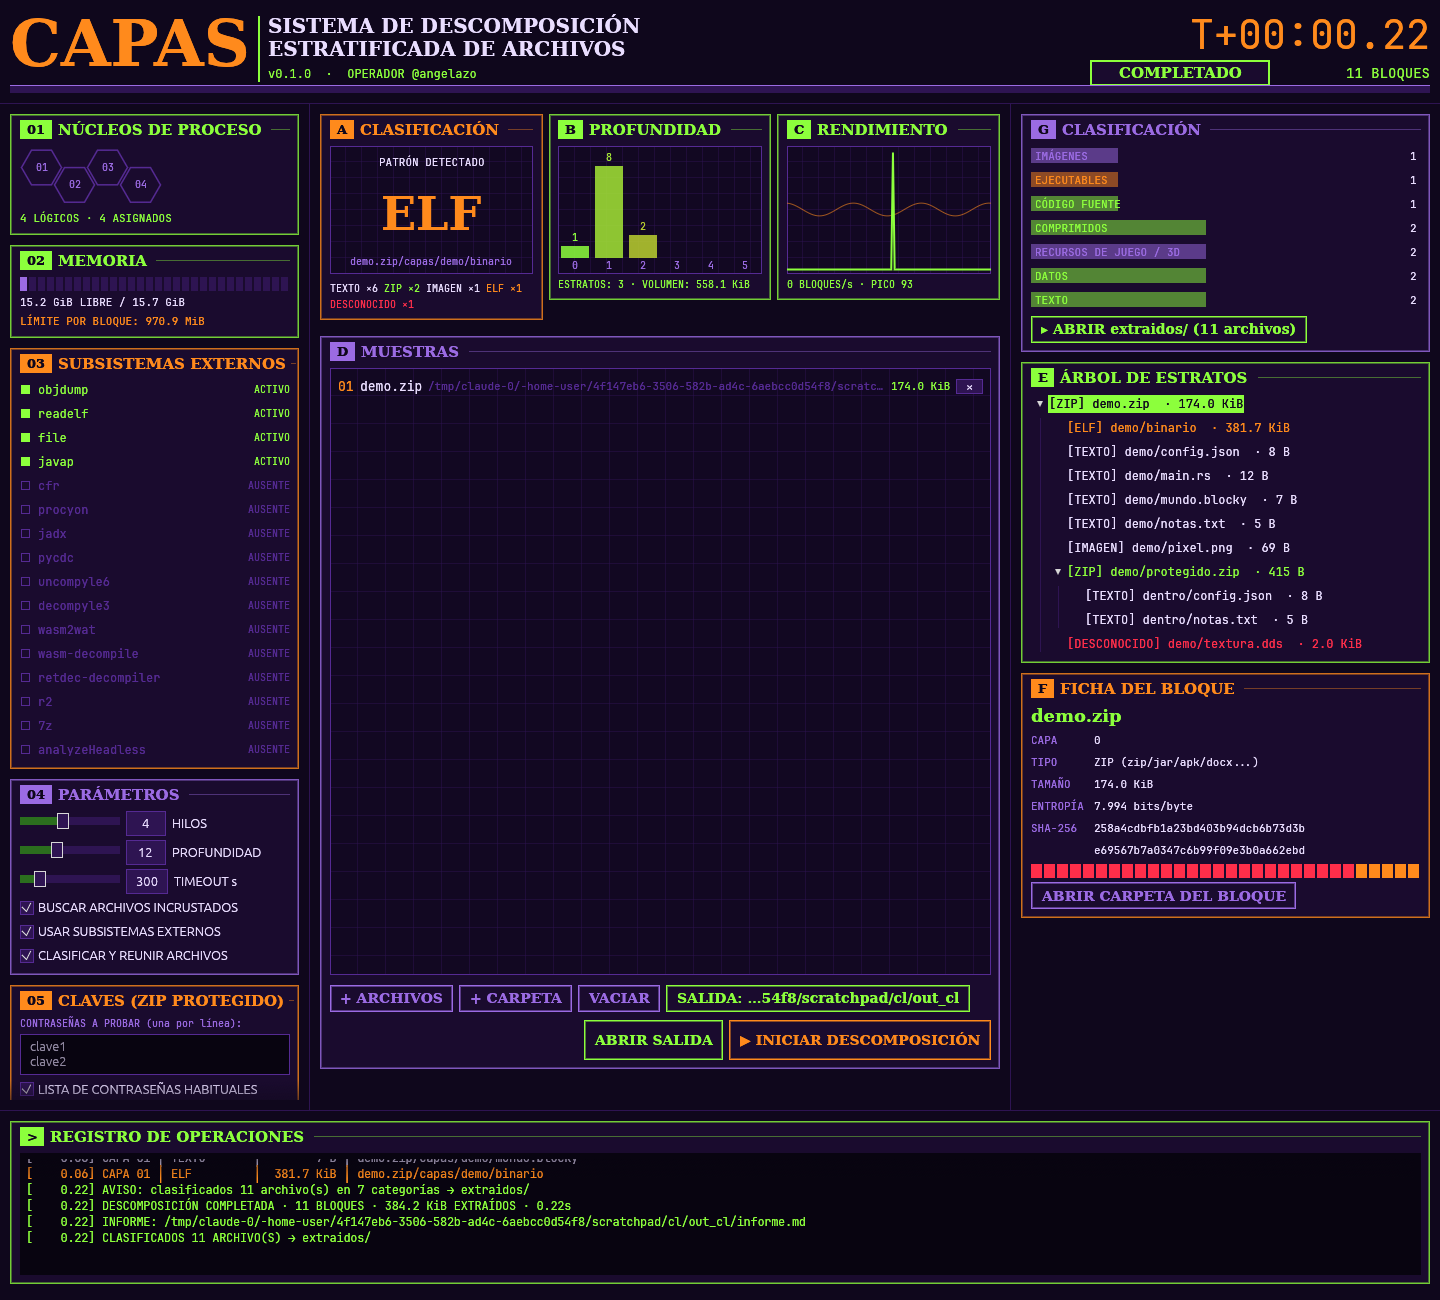 CAPAS
SISTEMA DE DESCOMPOSICIÓN
ESTRATIFICADA DE ARCHIVOS
v0.1.0 · OPERADOR @angelazo
T+00:00.22
COMPLETADO
11 BLOQUES
01 NÚCLEOS DE PROCESO
01
02
03
04
4 LÓGICOS · 4 ASIGNADOS
02 MEMORIA
15.2 GiB LIBRE / 15.7 GiB
LÍMITE POR BLOQUE: 970.9 MiB
03 SUBSISTEMAS EXTERNOS
objdump ACTIVO
readelf ACTIVO
file ACTIVO
javap ACTIVO
cfr AUSENTE
procyon AUSENTE
jadx AUSENTE
pycdc AUSENTE
uncompyle6 AUSENTE
decompyle3 AUSENTE
wasm2wat AUSENTE
wasm-decompile AUSENTE
retdec-decompiler AUSENTE
r2 AUSENTE
7z AUSENTE
analyzeHeadless AUSENTE
04 PARÁMETROS
4 HILOS
12 PROFUNDIDAD
300 TIMEOUT s
BUSCAR ARCHIVOS INCRUSTADOS
USAR SUBSISTEMAS EXTERNOS
CLASIFICAR Y REUNIR ARCHIVOS
05 CLAVES (ZIP PROTEGIDO)
CONTRASEÑAS A PROBAR (una por línea):
clave1
clave2
LISTA DE CONTRASEÑAS HABITUALES
A CLASIFICACIÓN
PATRÓN DETECTADO
ELF
demo.zip/capas/demo/binario
TEXTO ×6 ZIP ×2 IMAGEN ×1 ELF ×1
DESCONOCIDO ×1
B PROFUNDIDAD
1 8 2
0 1 2 3 4 5
ESTRATOS: 3 · VOLUMEN: 558.1 KiB
C RENDIMIENTO
0 BLOQUES/s · PICO 93
D MUESTRAS
01 demo.zip /tmp/claude-0/-home-user/4f147eb6-3506-582b-ad4c-6aebcc0d54f8/scratc… 174.0 KiB ×
+ ARCHIVOS
+ CARPETA
VACIAR
SALIDA: …54f8/scratchpad/cl/out_cl
ABRIR SALIDA
▶ INICIAR DESCOMPOSICIÓN
G CLASIFICACIÓN
IMÁGENES 1
EJECUTABLES 1
CÓDIGO FUENTE 1
COMPRIMIDOS 2
RECURSOS DE JUEGO / 3D 2
DATOS 2
TEXTO 2
▸ ABRIR extraidos/ (11 archivos)
E ÁRBOL DE ESTRATOS
▼ [ZIP] demo.zip · 174.0 KiB
[ELF] demo/binario · 381.7 KiB
[TEXTO] demo/config.json · 8 B
[TEXTO] demo/main.rs · 12 B
[TEXTO] demo/mundo.blocky · 7 B
[TEXTO] demo/notas.txt · 5 B
[IMAGEN] demo/pixel.png · 69 B
▼ [ZIP] demo/protegido.zip · 415 B
[TEXTO] dentro/config.json · 8 B
[TEXTO] dentro/notas.txt · 5 B
[DESCONOCIDO] demo/textura.dds · 2.0 KiB
F FICHA DEL BLOQUE
demo.zip
CAPA 0
TIPO ZIP (zip/jar/apk/docx...)
TAMAÑO 174.0 KiB
ENTROPÍA 7.994 bits/byte
SHA-256 258a4cdbfb1a23bd403b94dcb6b73d3b
e69567b7a0347c6b99f09e3b0a662ebd
ABRIR CARPETA DEL BLOQUE
> REGISTRO DE OPERACIONES
[ 0.06] CAPA 01 | TEXTO | 7 B | demo.zip/capas/demo/mundo.blocky
[ 0.06] CAPA 01 | ELF | 381.7 KiB | demo.zip/capas/demo/binario
[ 0.22] AVISO: clasificados 11 archivo(s) en 7 categorías → extraidos/
[ 0.22] DESCOMPOSICIÓN COMPLETADA · 11 BLOQUES · 384.2 KiB EXTRAÍDOS · 0.22s
[ 0.22] INFORME: /tmp/claude-0/-home-user/4f147eb6-3506-582b-ad4c-6aebcc0d54f8/scratchpad/cl/out_cl/informe.md
[ 0.22] CLASIFICADOS 11 ARCHIVO(S) → extraidos/